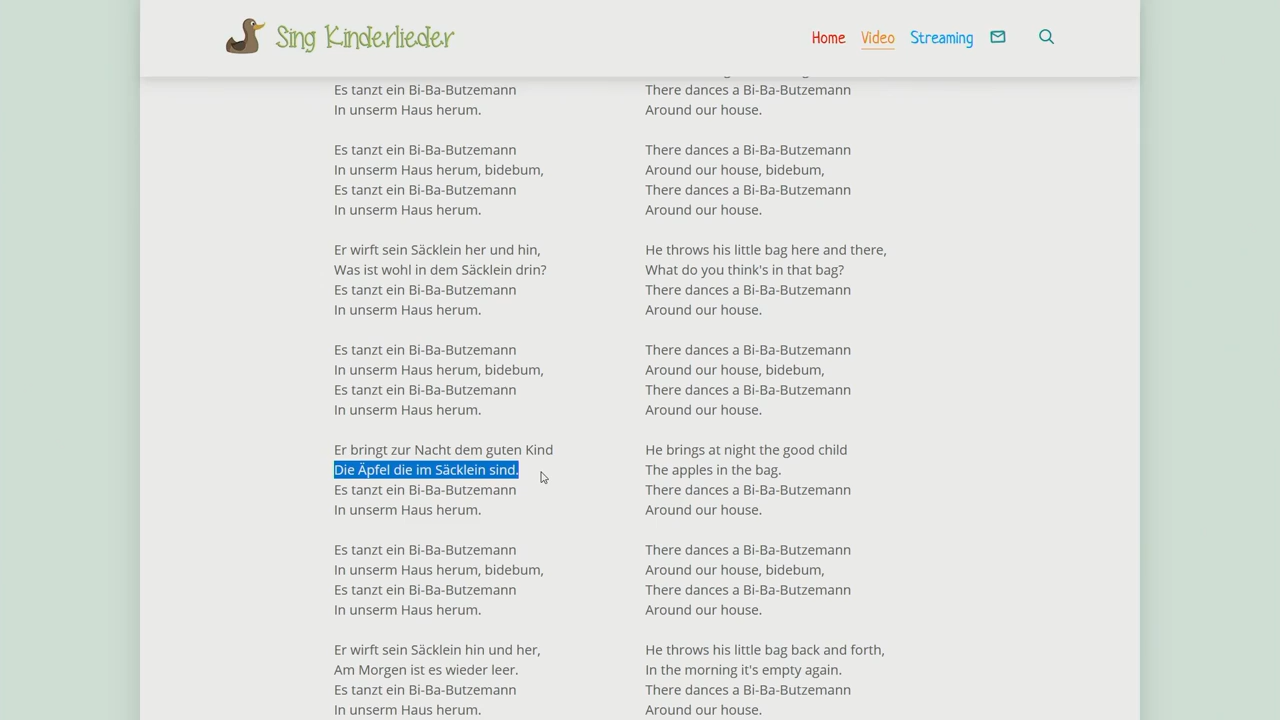 Sing Kinderlieder
Home
Video
Streaming
Es tanzt ein Bi-Ba-Butzemann
In unserm Haus herum.
Es tanzt ein Bi-Ba-Butzemann
In unserm Haus herum, bidebum,
Es tanzt ein Bi-Ba-Butzemann
In unserm Haus herum.
Er wirft sein Säcklein her und hin,
Was ist wohl in dem Säcklein drin?
Es tanzt ein Bi-Ba-Butzemann
In unserm Haus herum.
Es tanzt ein Bi-Ba-Butzemann
In unserm Haus herum, bidebum,
Es tanzt ein Bi-Ba-Butzemann
In unserm Haus herum.
Er bringt zur Nacht dem guten Kind
Die Äpfel die im Säcklein sind.
Es tanzt ein Bi-Ba-Butzemann
In unserm Haus herum.
Es tanzt ein Bi-Ba-Butzemann
In unserm Haus herum, bidebum,
Es tanzt ein Bi-Ba-Butzemann
In unserm Haus herum.
Er wirft sein Säcklein hin und her,
Am Morgen ist es wieder leer.
Es tanzt ein Bi-Ba-Butzemann
In unserm Haus herum.
There dances a Bi-Ba-Butzemann
Around our house.
There dances a Bi-Ba-Butzemann
Around our house, bidebum,
There dances a Bi-Ba-Butzemann
Around our house.
He throws his little bag here and there,
What do you think's in that bag?
There dances a Bi-Ba-Butzemann
Around our house.
There dances a Bi-Ba-Butzemann
Around our house, bidebum,
There dances a Bi-Ba-Butzemann
Around our house.
He brings at night the good child
The apples in the bag.
There dances a Bi-Ba-Butzemann
Around our house.
There dances a Bi-Ba-Butzemann
Around our house, bidebum,
There dances a Bi-Ba-Butzemann
Around our house.
He throws his little bag back and forth,
In the morning it's empty again.
There dances a Bi-Ba-Butzemann
Around our house.